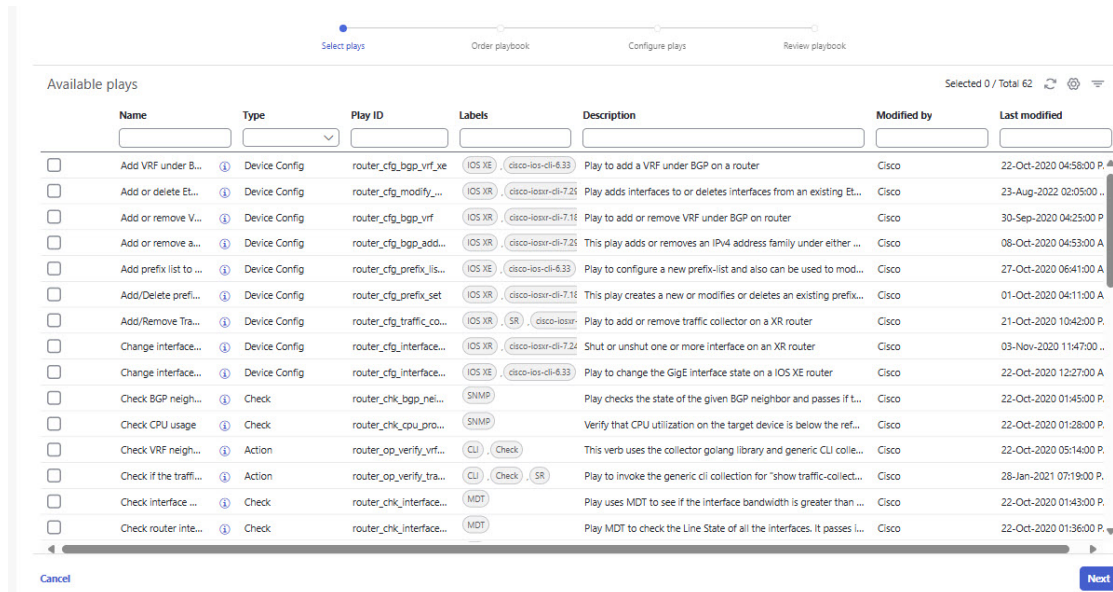 Select plays Order playbook Configure plays Review playbook
Available plays Selected 0 / Total 62
Name Type Play ID Labels Description Modified by Last modified
Add VRF under B... Device Config router_cfg_bgp_vrf_xe IOS XE , cisco-ios-cli-6.33 Play to add a VRF under BGP on a router Cisco 22-Oct-2020 04:58:00 P.
Add or delete Et... Device Config router_cfg_modify_... IOS XR , cisco-iosxr-cli-7.29 Play adds interfaces to or deletes interfaces from an existing Et... Cisco 23-Aug-2022 02:05:00 ..
Add or remove V... Device Config router_cfg_bgp_vrf IOS XR , cisco-iosxr-cli-7.18 Play to add or remove VRF under BGP on router Cisco 30-Sep-2020 04:25:00 P
Add or remove a... Device Config router_cfg_bgp_add... IOS XR , cisco-iosxr-cli-7.29 This play adds or removes an IPv4 address family under either ... Cisco 08-Oct-2020 04:53:00 A
Add prefix list to ... Device Config router_cfg_prefix_lis... IOS XE , cisco-ios-cli-6.33 Play to configure a new prefix-list and also can be used to mod... Cisco 27-Oct-2020 06:41:00 A
Add/Delete prefi... Device Config router_cfg_prefix_set IOS XR , cisco-iosxr-cli-7.18 This play creates a new or modifies or deletes an existing prefix... Cisco 01-Oct-2020 04:11:00 A
Add/Remove Tra... Device Config router_cfg_traffic_co... IOS XR , SR , cisco-iosxr- Play to add or remove traffic collector on a XR router Cisco 21-Oct-2020 10:42:00 P.
Change interface... Device Config router_cfg_interface... IOS XR , cisco-iosxr-cli-7.24 Shut or unshut one or more interface on an XR router Cisco 03-Nov-2020 11:47:00 ..
Change interface... Device Config router_cfg_interface... IOS XE , cisco-ios-cli-6.33 Play to change the GigE interface state on a IOS XE router Cisco 22-Oct-2020 12:27:00 A
Check BGP neigh... Check router_chk_bgp_nei... SNMP Play checks the state of the given BGP neighbor and passes if t... Cisco 22-Oct-2020 01:45:00 P.
Check CPU usage Check router_chk_cpu_pro... SNMP Verify that CPU utilization on the target device is below the ref... Cisco 22-Oct-2020 01:28:00 P.
Check VRF neigh... Action router_op_verify_vrf... CLI , Check This verb uses the collector golang library and generic CLI colle... Cisco 22-Oct-2020 05:14:00 P.
Check if the traffi... Action router_op_verify_tra... CLI , Check , SR Play to invoke the generic cli collection for "show traffic-collect... Cisco 28-Jan-2021 07:19:00 P.
Check interface ... Check router_chk_interface... MDT Play uses MDT to see if the interface bandwidth is greater than ... Cisco 22-Oct-2020 01:43:00 P.
Check router inte... Check router_chk_interface... MDT Play MDT to check the Line State of all the interfaces. It passes i... Cisco 22-Oct-2020 01:36:00 P.
Cancel Next